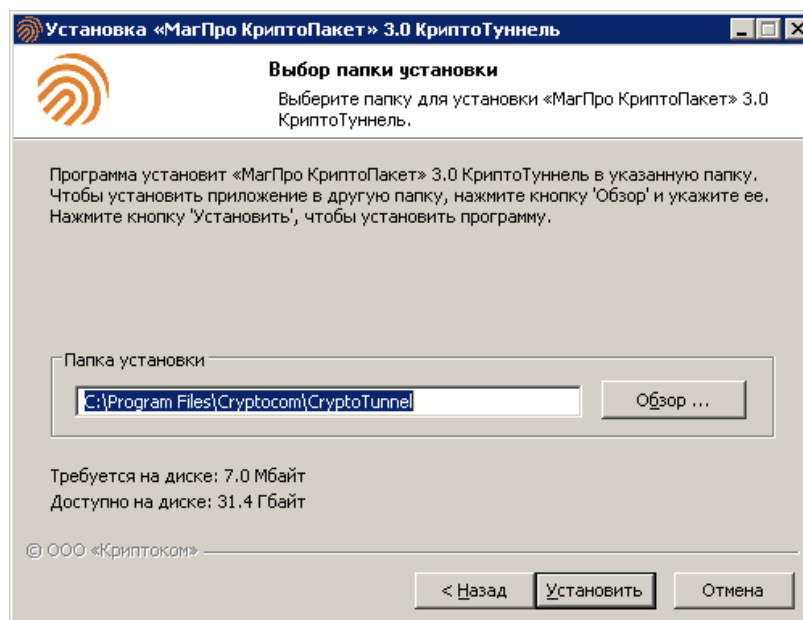 Установка «МагПро КриптоПакет» 3.0 КриптоТуннель
Выбор папки установки
Выберите папку для установки «МагПро КриптоПакет» 3.0
КриптоТуннель.
Программа установит «МагПро КриптоПакет» 3.0 КриптоТуннель в указанную папку.
Чтобы установить приложение в другую папку, нажмите кнопку 'Обзор' и укажите ее.
Нажмите кнопку 'Установить', чтобы установить программу.
Папка установки
C:\Program Files\Cryptocom\CryptoTunnel
Обзор ...
Требуется на диске: 7.0 Мбайт
Доступно на диске: 31.4 Гбайт
© ООО «Криптоком»
< Назад Установить Отмена